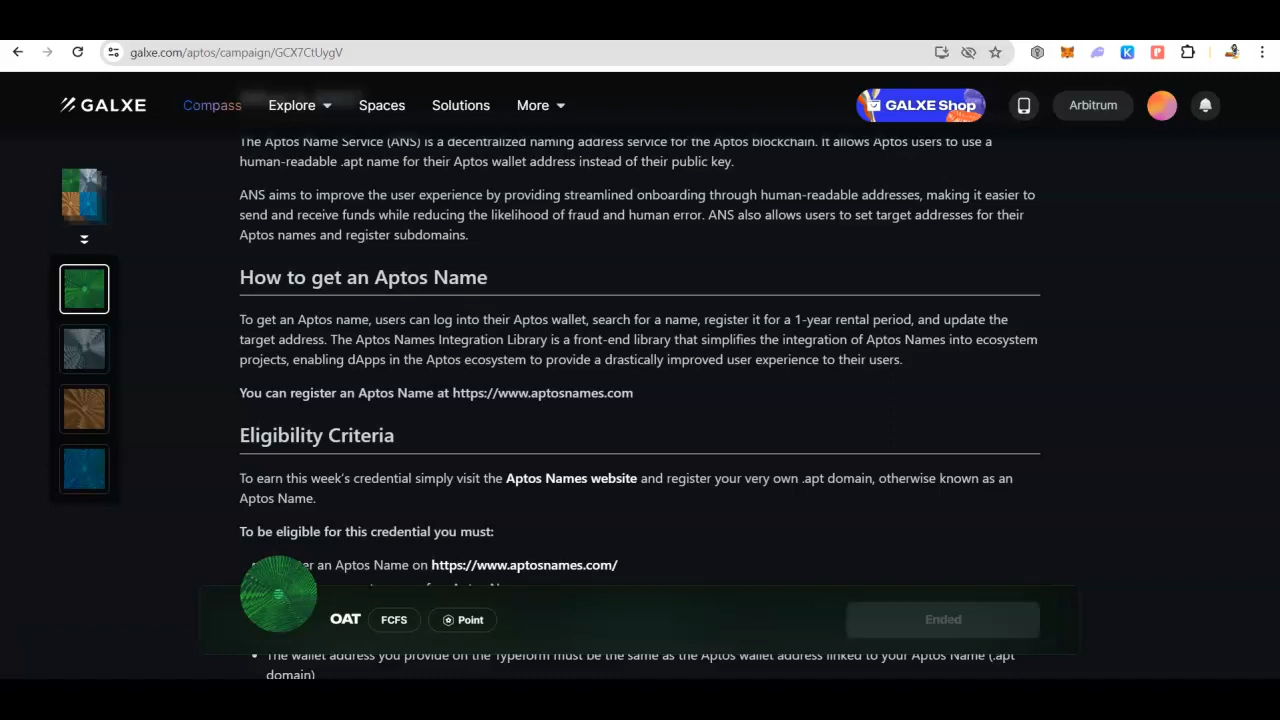 galxe.com/aptos/campaign/GCX7CtUygV
GALXE
Compass
Explore
Spaces
Solutions
More
GALXE Shop
Arbitrum
The Aptos Name Service (ANS) is a decentralized naming address service for the Aptos blockchain. It allows Aptos users to use a
human-readable .apt name for their Aptos wallet address instead of their public key.
ANS aims to improve the user experience by providing streamlined onboarding through human-readable addresses, making it easier to
send and receive funds while reducing the likelihood of fraud and human error. ANS also allows users to set target addresses for their
Aptos names and register subdomains.
How to get an Aptos Name
To get an Aptos name, users can log into their Aptos wallet, search for a name, register it for a 1-year rental period, and update the
target address. The Aptos Names Integration Library is a front-end library that simplifies the integration of Aptos Names into ecosystem
projects, enabling dApps in the Aptos ecosystem to provide a drastically improved user experience to their users.
You can register an Aptos Name at https://www.aptosnames.com
Eligibility Criteria
To earn this week's credential simply visit the Aptos Names website and register your very own .apt domain, otherwise known as an
Aptos Name.
To be eligible for this credential you must:
an Aptos Name on https://www.aptosnames.com/
OAT
FCFS
Point
Ended
The wallet address you provide on the Typeform must be the same as the Aptos wallet address linked to your Aptos Name (.apt
domain)